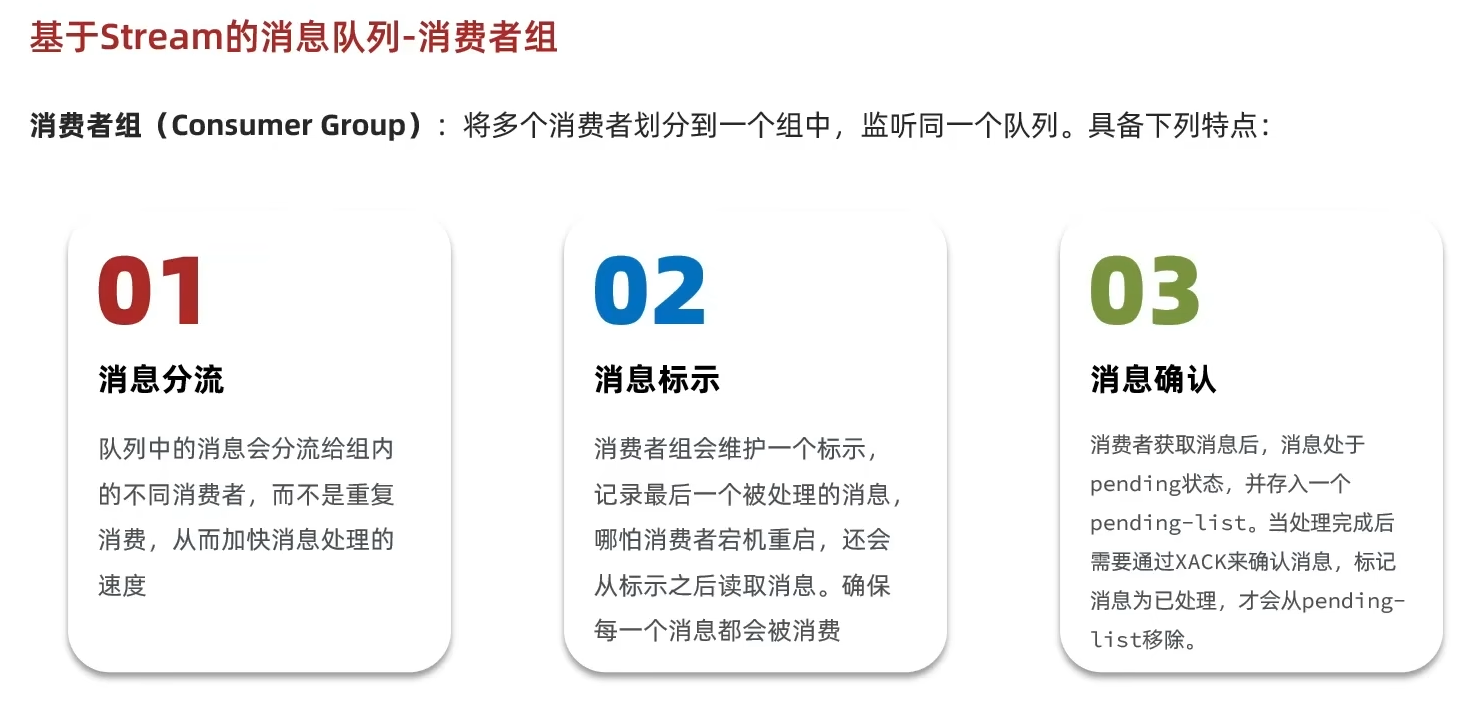 基于Stream的消息队列-消费者组
消费者组（Consumer Group）：将多个消费者划分到一个组中，监听同一个队列。具备下列特点：
01
消息分流
队列中的消息会分流给组内
的不同消费者，而不是重复
消费，从而加快消息处理的
速度
02
消息标示
消费者组会维护一个标示，
记录最后一个被处理的消息，
哪怕消费者宕机重启，还会
从标示之后读取消息。确保
每一个消息都会被消费
03
消息确认
消费者获取消息后，消息处于
pending状态，并存入一个
pending-list。当处理完成后
需要通过XACK来确认消息，标记
消息为已处理，才会从pending-
list移除。